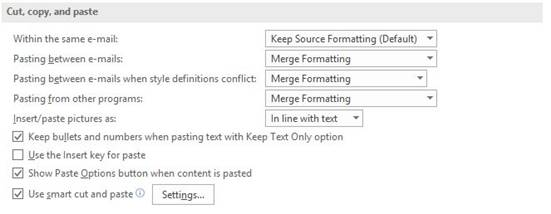 Cut, copy, and paste
Within the same e-mail: Keep Source Formatting (Default)
Pasting between e-mails: Merge Formatting
Pasting between e-mails when style definitions conflict: Merge Formatting
Pasting from other programs: Merge Formatting
Insert/paste pictures as: In line with text
Keep bullets and numbers when pasting text with Keep Text Only option
Use the Insert key for paste
Show Paste Options button when content is pasted
Use smart cut and paste Settings...